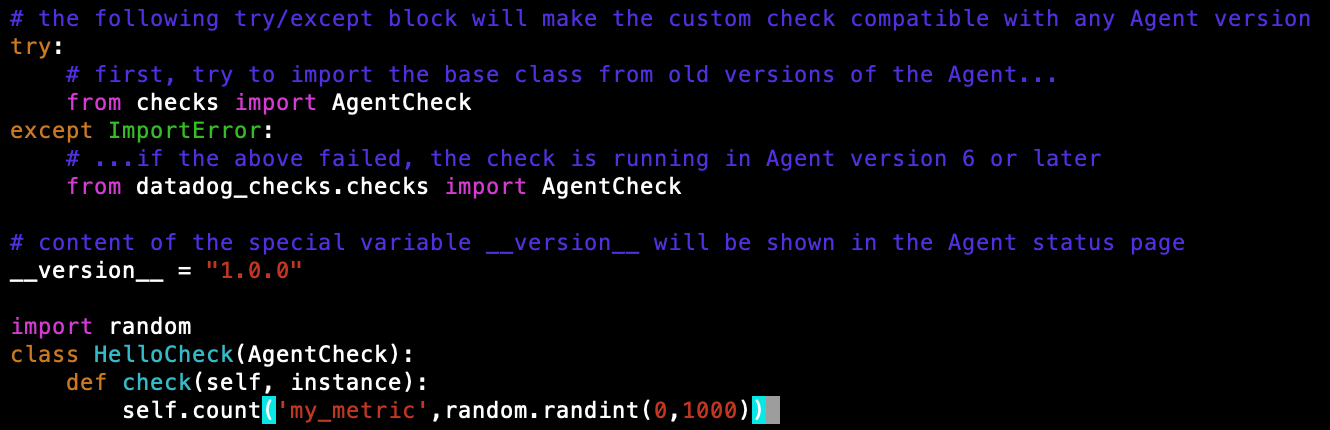 # the following try/except block will make the custom check compatible with any Agent version
try:
    # first, try to import the base class from old versions of the Agent...
    from checks import AgentCheck
except ImportError:
    # ...if the above failed, the check is running in Agent version 6 or later
    from datadog_checks.checks import AgentCheck

# content of the special variable __version__ will be shown in the Agent status page
__version__ = "1.0.0"

import random
class HelloCheck(AgentCheck):
    def check(self, instance):
        self.count('my_metric',random.randint(0,1000))